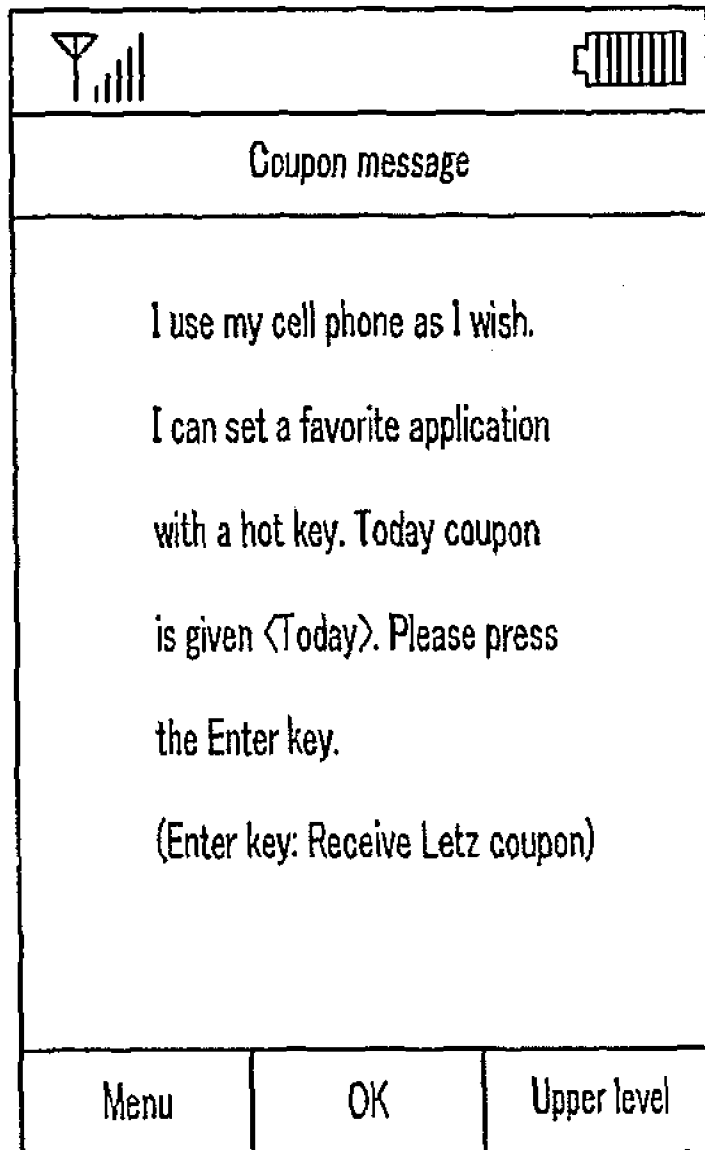 Coupon message
I use my cell phone as I wish.
I can set a favorite application
with a hot key. Today coupon
is given <Today>. Please press
the Enter key.
(Enter key: Receive Letz coupon)
Menu OK Upper level